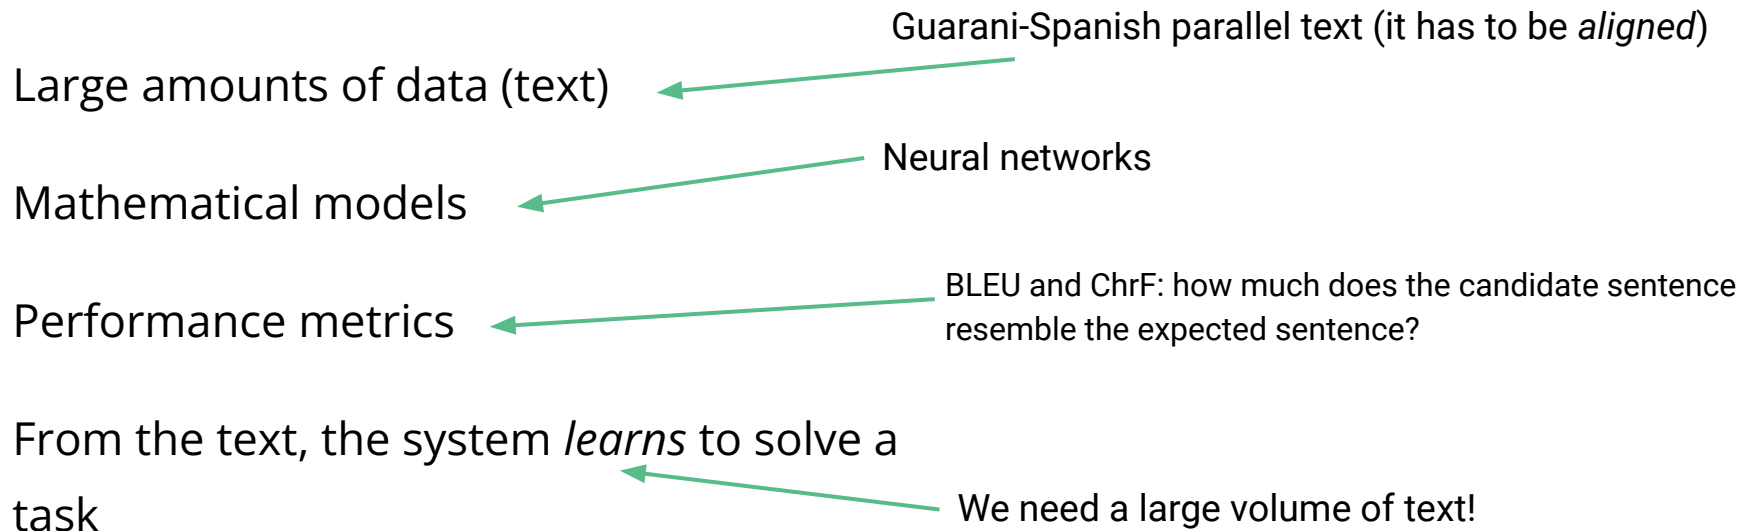 Guarani-Spanish parallel text (it has to be aligned)
Large amounts of data (text)
Neural networks
Mathematical models
BLEU and ChrF: how much does the candidate sentence
resemble the expected sentence?
Performance metrics
From the text, the system learns to solve a
task
We need a large volume of text!